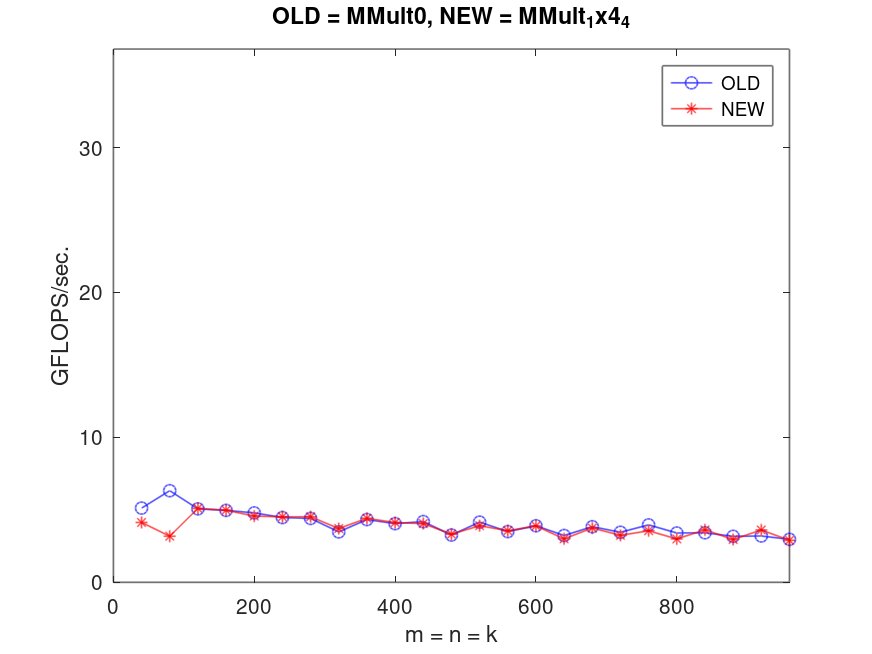 OLD = MMult0, NEW = MMult₁x4₄
OLD
NEW
30
20
10
0
GFLOPS/sec.
0 200 400 600 800
m = n = k